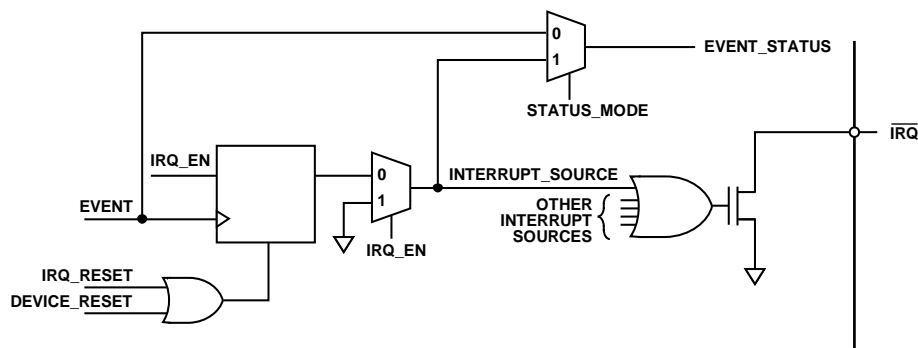 0
EVENT_STATUS
1
STATUS_MODE
IRQ
IRQ_EN
0
INTERRUPT_SOURCE
1
EVENT
OTHER
INTERRUPT
SOURCES
IRQ_EN
IRQ_RESET
DEVICE_RESET